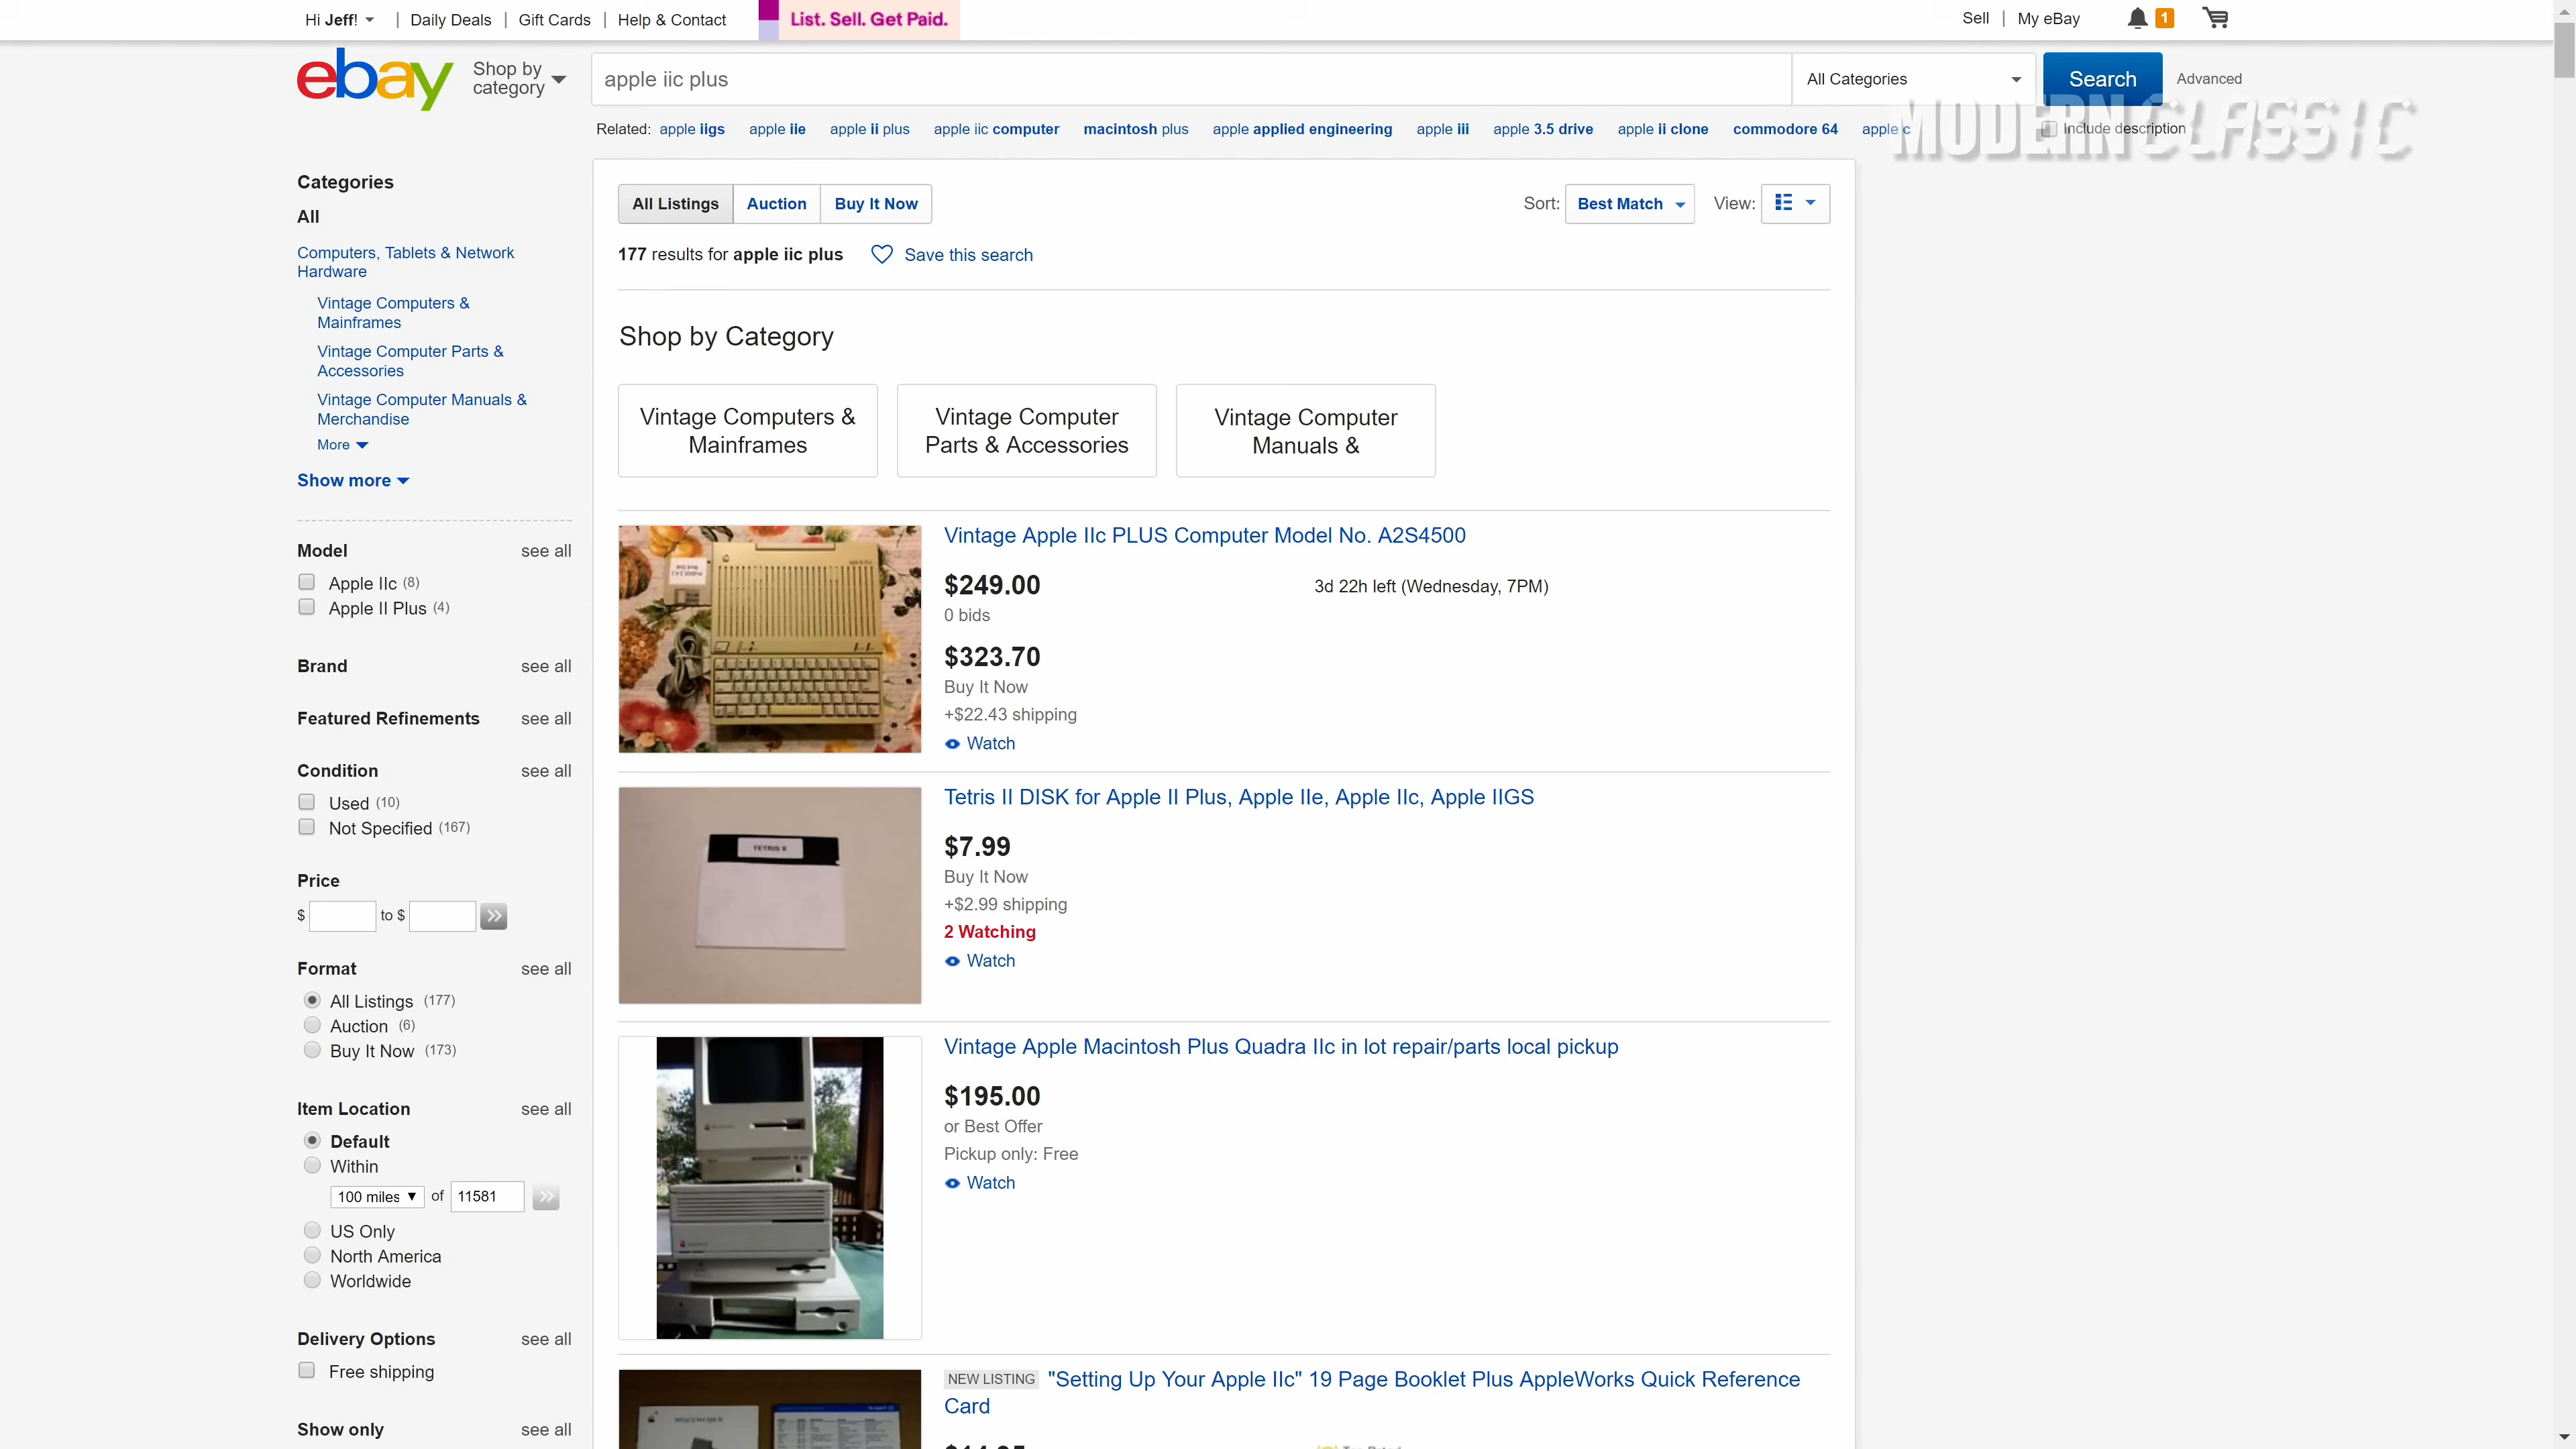 Hi Jeff! | Daily Deals | Gift Cards | Help & Contact
List. Sell. Get Paid.
Sell | My eBay 1
ebay
Shop by category
apple iic plus
All Categories
Search
Advanced
MODERN CLASSIC
Related: apple iigs apple iie apple ii plus apple iic computer macintosh plus apple applied engineering apple iii apple 3.5 drive apple ii clone commodore 64 apple c
Include description
Categories
All
Computers, Tablets & Network
Hardware
Vintage Computers &
Mainframes
Vintage Computer Parts &
Accessories
Vintage Computer Manuals &
Merchandise
More
Show more
Model see all
Apple IIc (8)
Apple II Plus (4)
Brand see all
Featured Refinements see all
Condition see all
Used (10)
Not Specified (167)
Price
$ to $
Format see all
All Listings (177)
Auction (6)
Buy It Now (173)
Item Location see all
Default
Within
100 miles of 11581
US Only
North America
Worldwide
Delivery Options see all
Free shipping
Show only see all
All Listings Auction Buy It Now
Sort: Best Match View:
177 results for apple iic plus Save this search
Shop by Category
Vintage Computers &
Mainframes
Vintage Computer
Parts & Accessories
Vintage Computer
Manuals &
Vintage Apple IIc PLUS Computer Model No. A2S4500
$249.00 3d 22h left (Wednesday, 7PM)
0 bids
$323.70
Buy It Now
+$22.43 shipping
Watch
Tetris II DISK for Apple II Plus, Apple IIe, Apple IIc, Apple IIGS
TETRIS II
$7.99
Buy It Now
+$2.99 shipping
2 Watching
Watch
Vintage Apple Macintosh Plus Quadra IIc in lot repair/parts local pickup
$195.00
or Best Offer
Pickup only: Free
Watch
NEW LISTING "Setting Up Your Apple IIc" 19 Page Booklet Plus AppleWorks Quick Reference
Card